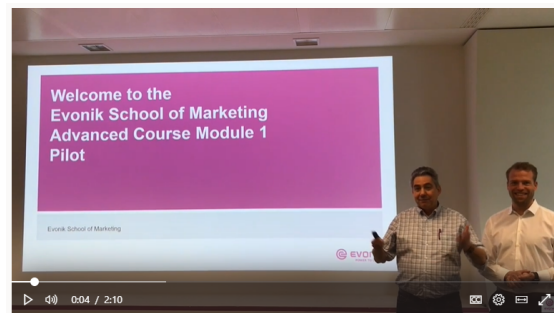 Welcome to the
Evonik School of Marketing
Advanced Course Module 1
Pilot
Evonik School of Marketing
0:04 / 2:10
CC